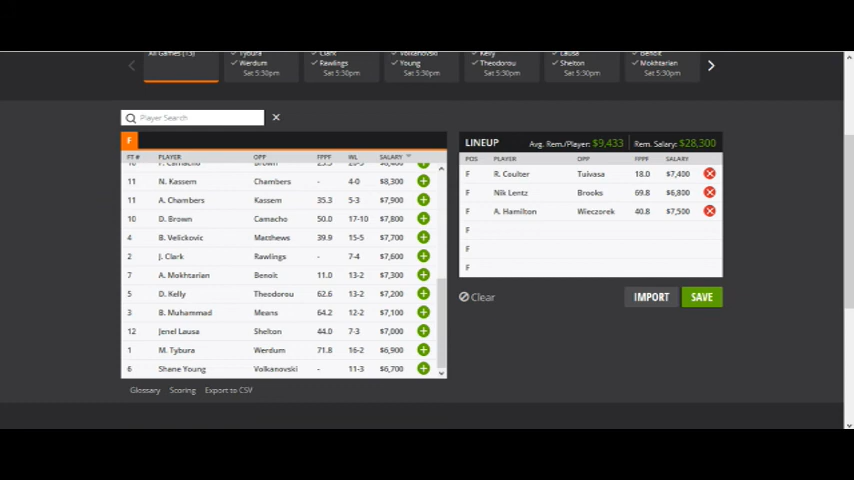 All Games (13) Tybura Clark Volkanovski Kelly Lausa Benoit
Werdum Rawlings Young Theodorou Shelton Mokhtarian
Sat 5:30pm Sat 5:30pm Sat 5:30pm Sat 5:30pm Sat 5:30pm Sat 5:30pm
Player Search
F
FT # PLAYER OPP FPPF WL SALARY
F. Camacho
11 N. Kassem Chambers - 4-0 $8,300
11 A. Chambers Kassem 35.3 5-3 $7,900
10 D. Brown Camacho 50.0 17-10 $7,800
4 B. Velickovic Matthews 39.9 15-5 $7,700
2 J. Clark Rawlings - 7-4 $7,600
7 A. Mokhtarian Benoit 11.0 13-2 $7,300
5 D. Kelly Theodorou 62.6 13-2 $7,200
3 B. Muhammad Means 64.2 12-2 $7,100
12 Jenel Lausa Shelton 44.0 7-3 $7,000
1 M. Tybura Werdum 71.8 16-2 $6,900
6 Shane Young Volkanovski - 11-3 $6,700
Glossary Scoring Export to CSV
LINEUP Avg. Rem./Player: $9,433 Rem. Salary: $28,300
POS PLAYER OPP FPPF SALARY
F R. Coulter Tuivasa 18.0 $7,400
F Nik Lentz Brooks 69.8 $6,800
F A. Hamilton Wieczorek 40.8 $7,500
F
F
F
Clear IMPORT SAVE